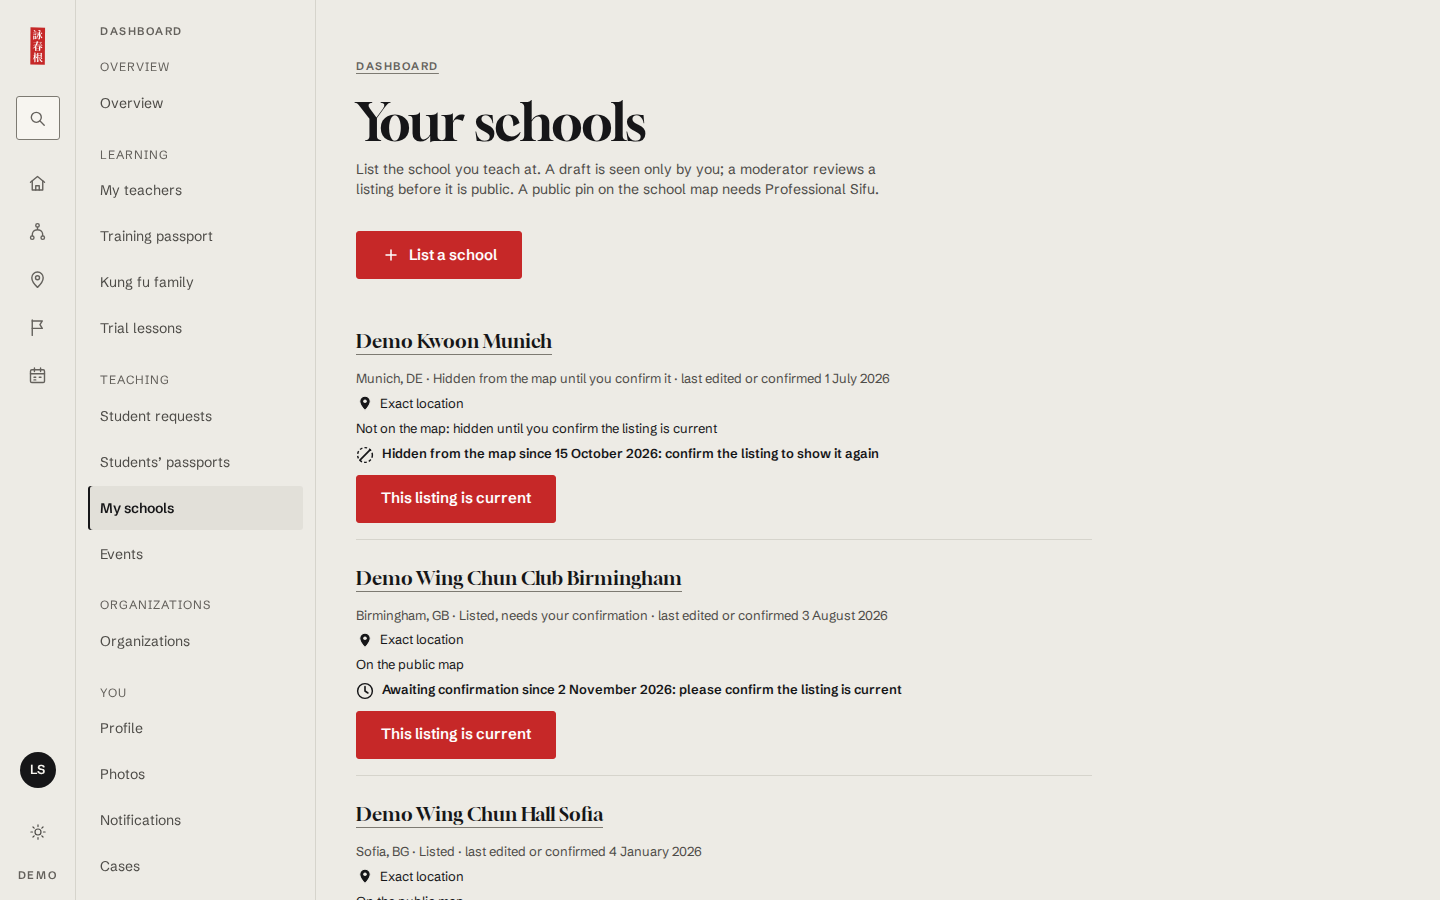 詠春根
DASHBOARD
OVERVIEW
Overview
LEARNING
My teachers
Training passport
Kung fu family
Trial lessons
TEACHING
Student requests
Students’ passports
My schools
Events
ORGANIZATIONS
Organizations
YOU
Profile
Photos
Notifications
Cases
LS
DEMO
DASHBOARD
Your schools
List the school you teach at. A draft is seen only by you; a moderator reviews a
listing before it is public. A public pin on the school map needs Professional Sifu.
List a school
Demo Kwoon Munich
Munich, DE · Hidden from the map until you confirm it · last edited or confirmed 1 July 2026
Exact location
Not on the map: hidden until you confirm the listing is current
Hidden from the map since 15 October 2026: confirm the listing to show it again
This listing is current
Demo Wing Chun Club Birmingham
Birmingham, GB · Listed, needs your confirmation · last edited or confirmed 3 August 2026
Exact location
On the public map
Awaiting confirmation since 2 November 2026: please confirm the listing is current
This listing is current
Demo Wing Chun Hall Sofia
Sofia, BG · Listed · last edited or confirmed 4 January 2026
Exact location
On the public map